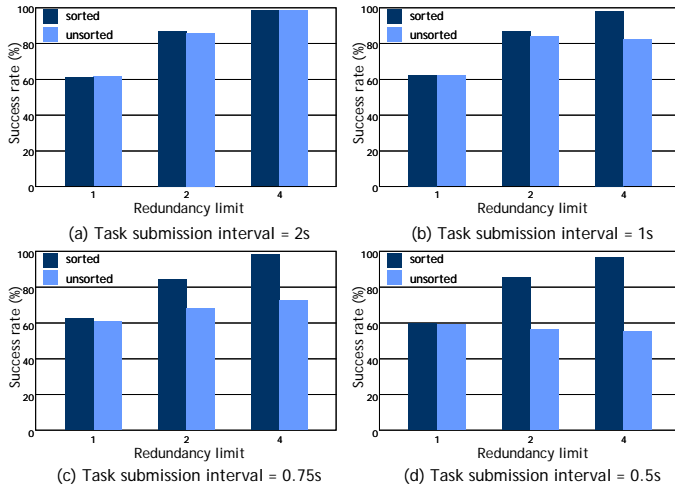 100
80
60
40
20
0
Success rate (%)
sorted
unsorted
1 2 4
Redundancy limit
(a) Task submission interval = 2s
100
80
60
40
20
0
Success rate (%)
sorted
unsorted
1 2 4
Redundancy limit
(b) Task submission interval = 1s
100
80
60
40
20
0
Success rate (%)
sorted
unsorted
1 2 4
Redundancy limit
(c) Task submission interval = 0.75s
100
80
60
40
20
0
Success rate (%)
sorted
unsorted
1 2 4
Redundancy limit
(d) Task submission interval = 0.5s